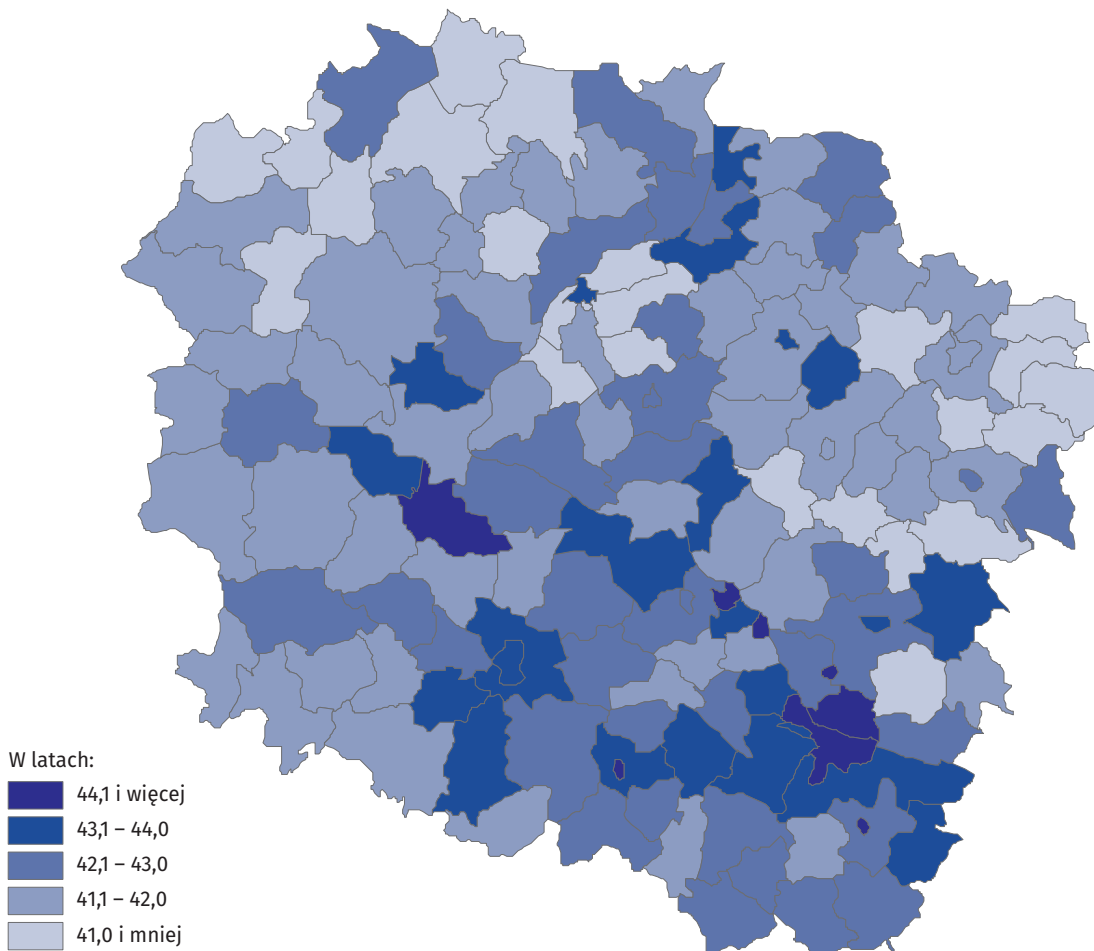 W latach:
44,1 i więcej
43,1 – 44,0
42,1 – 43,0
41,1 – 42,0
41,0 i mniej